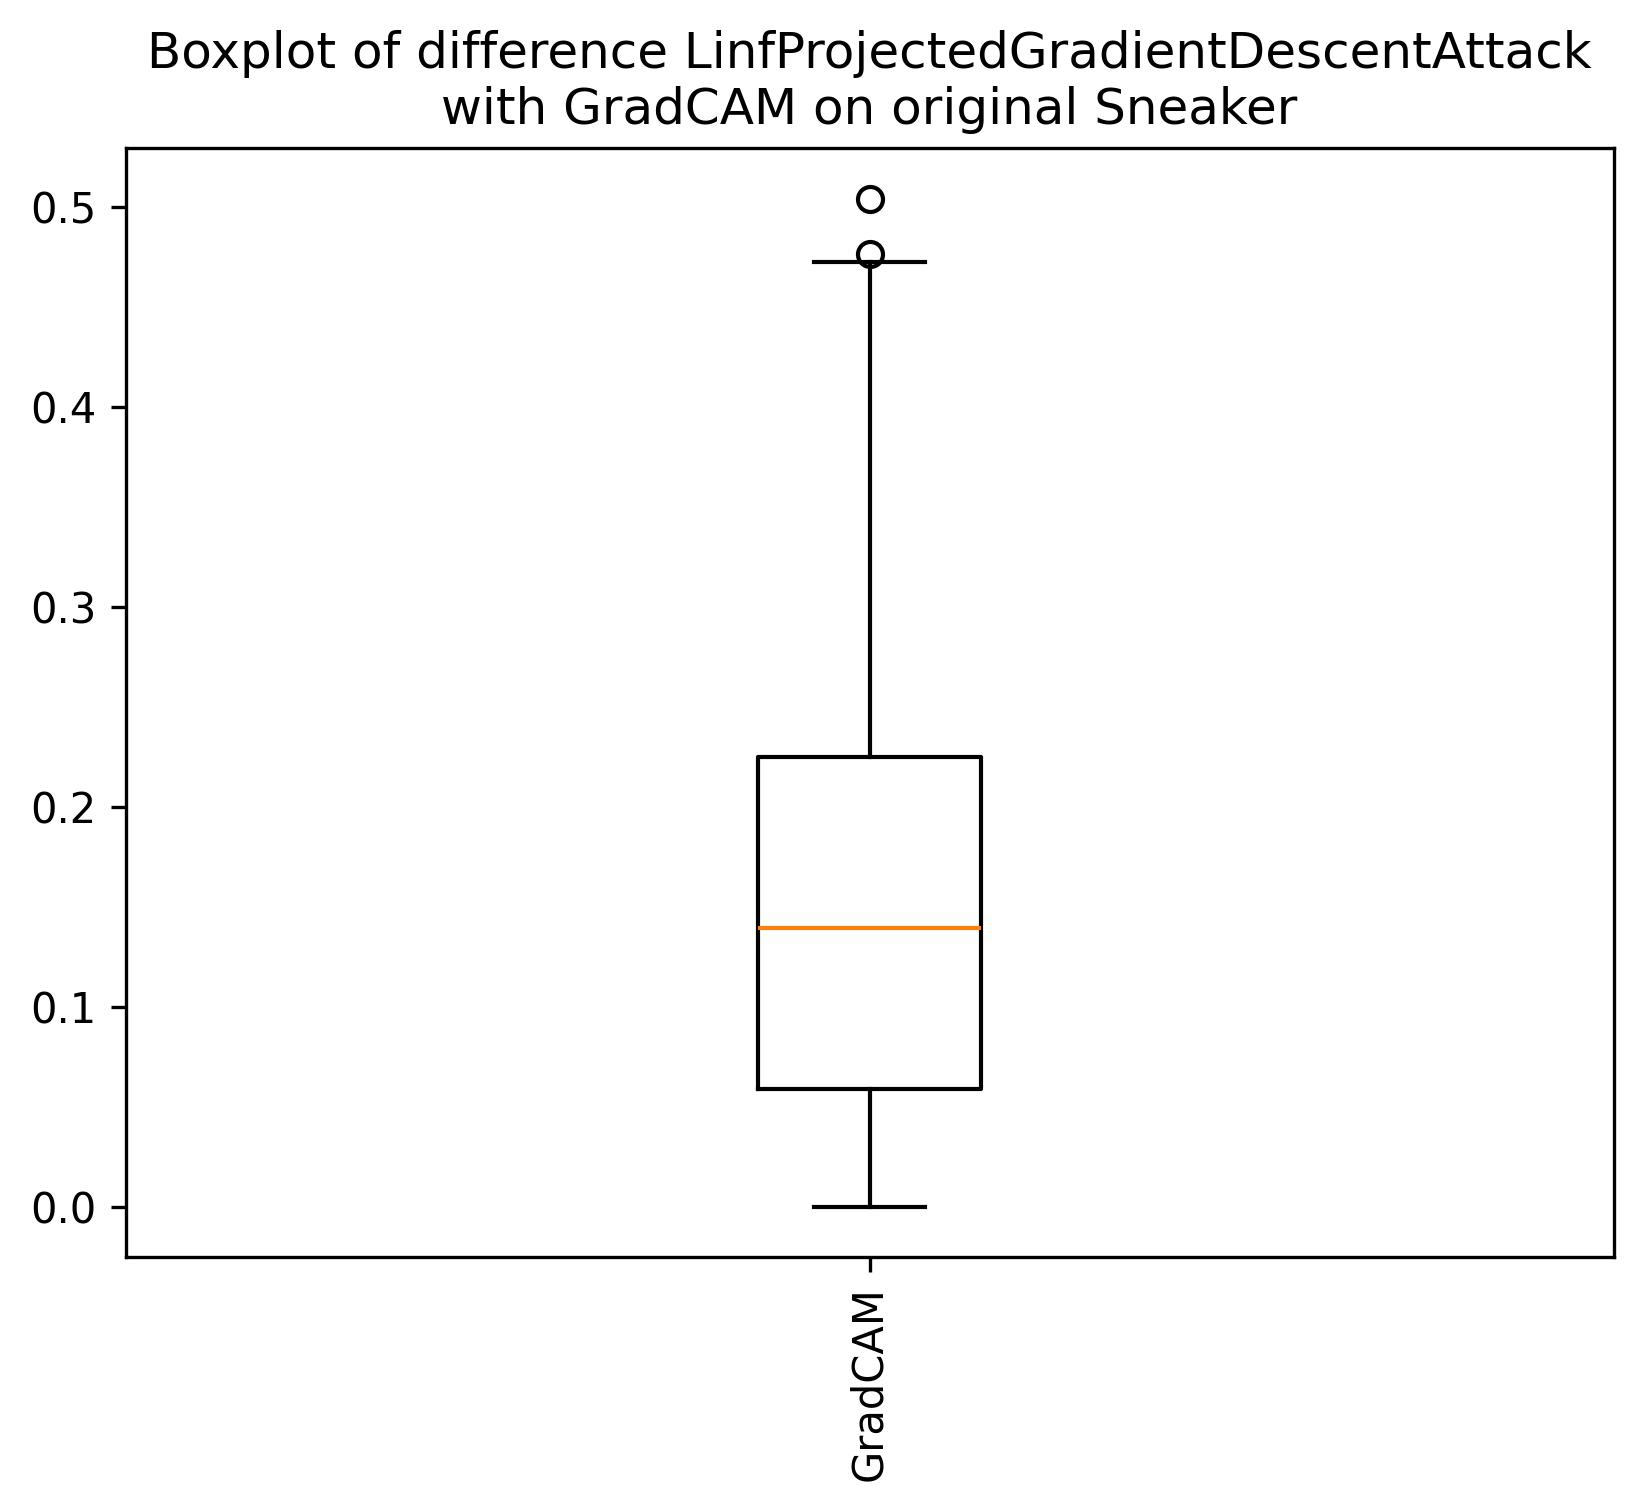 Boxplot of difference LinfProjectedGradientDescentAttack
with GradCAM on original Sneaker
0.5
0.4
0.3
0.2
0.1
0.0
GradCAM